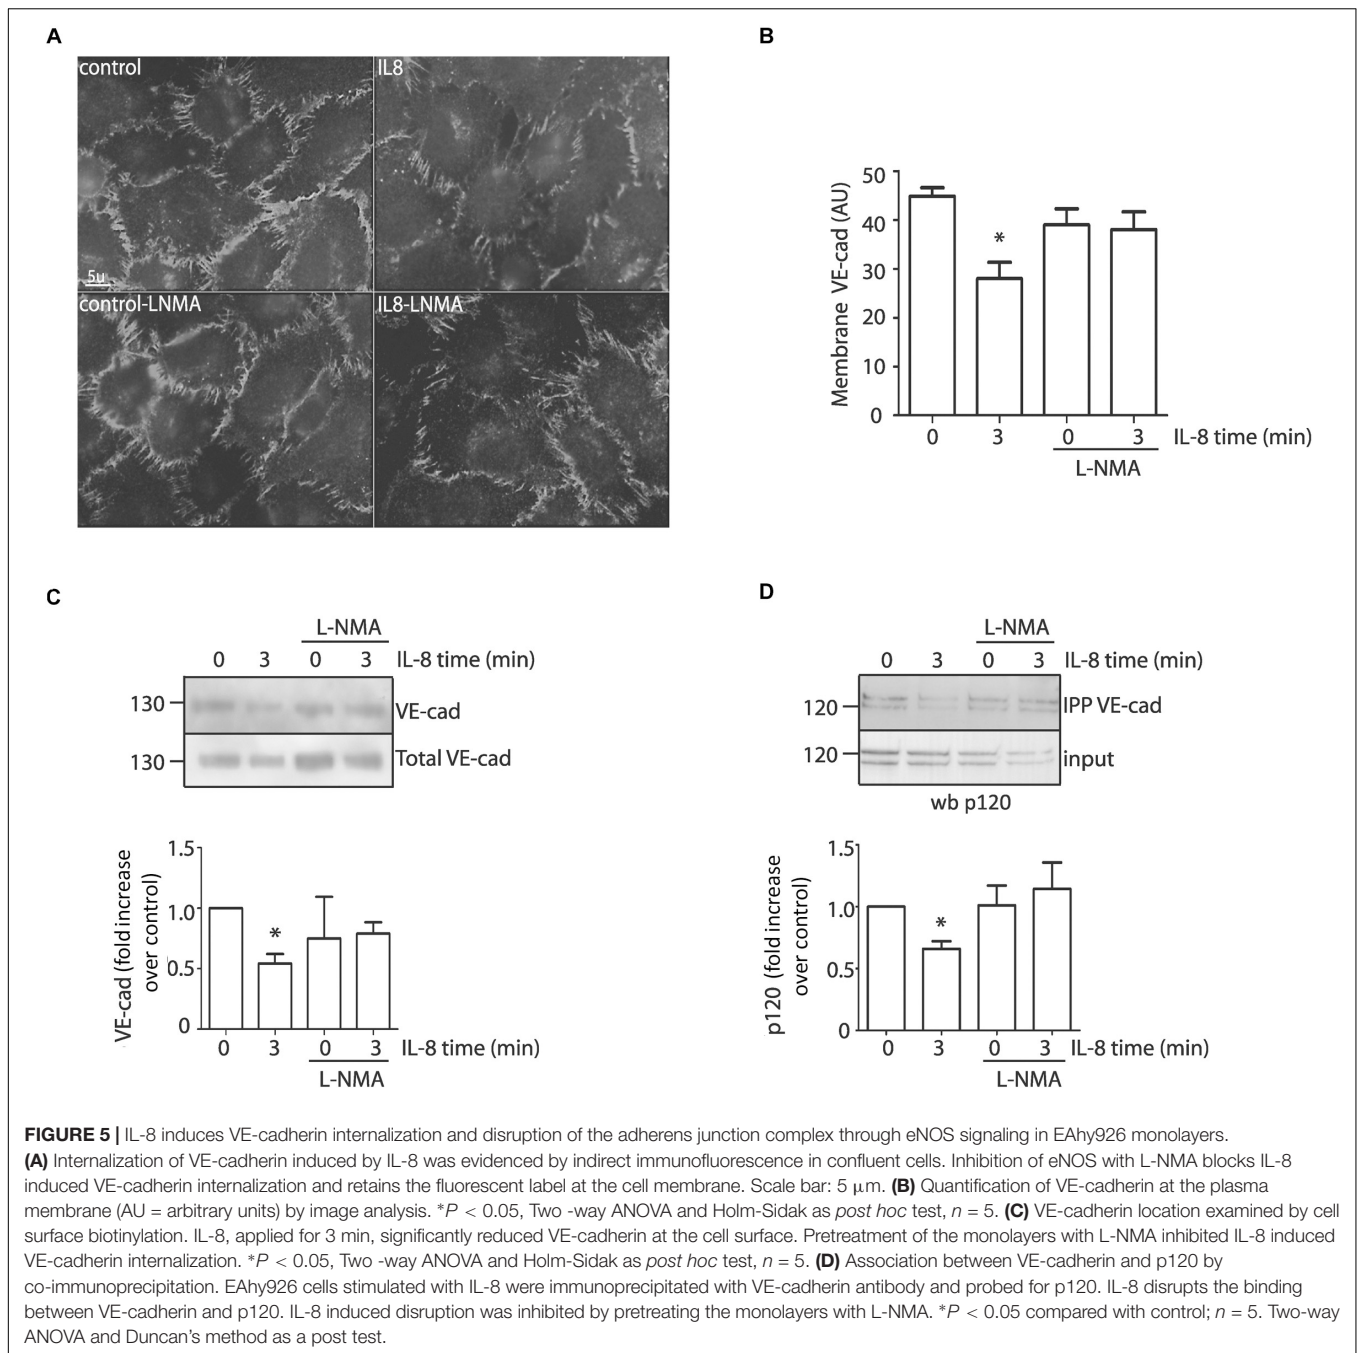 A
control
IL8
5u
control-LNMA
IL8-LNMA
B
Membrane VE-cad (AU)
50
40
30
20
10
0
0 3 0 3 IL-8 time (min)
L-NMA
*
C
L-NMA
0 3 0 3 IL-8 time (min)
130 VE-cad
130 Total VE-cad
VE-cad (fold increase
over control)
1.5
1.0
0.5
0
*
0 3 0 3 IL-8 time (min)
L-NMA
D
L-NMA
0 3 0 3 IL-8 time (min)
120 IPP VE-cad
120 input
wb p120
p120 (fold increase
over control)
1.5
1.0
0.5
0
*
0 3 0 3 IL-8 time (min)
L-NMA
FIGURE 5 | IL-8 induces VE-cadherin internalization and disruption of the adherens junction complex through eNOS signaling in EAhy926 monolayers.
(A) Internalization of VE-cadherin induced by IL-8 was evidenced by indirect immunofluorescence in confluent cells. Inhibition of eNOS with L-NMA blocks IL-8
induced VE-cadherin internalization and retains the fluorescent label at the cell membrane. Scale bar: 5 μm. (B) Quantification of VE-cadherin at the plasma
membrane (AU = arbitrary units) by image analysis. *P < 0.05, Two -way ANOVA and Holm-Sidak as post hoc test, n = 5. (C) VE-cadherin location examined by cell
surface biotinylation. IL-8, applied for 3 min, significantly reduced VE-cadherin at the cell surface. Pretreatment of the monolayers with L-NMA inhibited IL-8 induced
VE-cadherin internalization. *P < 0.05, Two -way ANOVA and Holm-Sidak as post hoc test, n = 5. (D) Association between VE-cadherin and p120 by
co-immunoprecipitation. EAhy926 cells stimulated with IL-8 were immunoprecipitated with VE-cadherin antibody and probed for p120. IL-8 disrupts the binding
between VE-cadherin and p120. IL-8 induced disruption was inhibited by pretreating the monolayers with L-NMA. *P < 0.05 compared with control; n = 5. Two-way
ANOVA and Duncan's method as a post test.